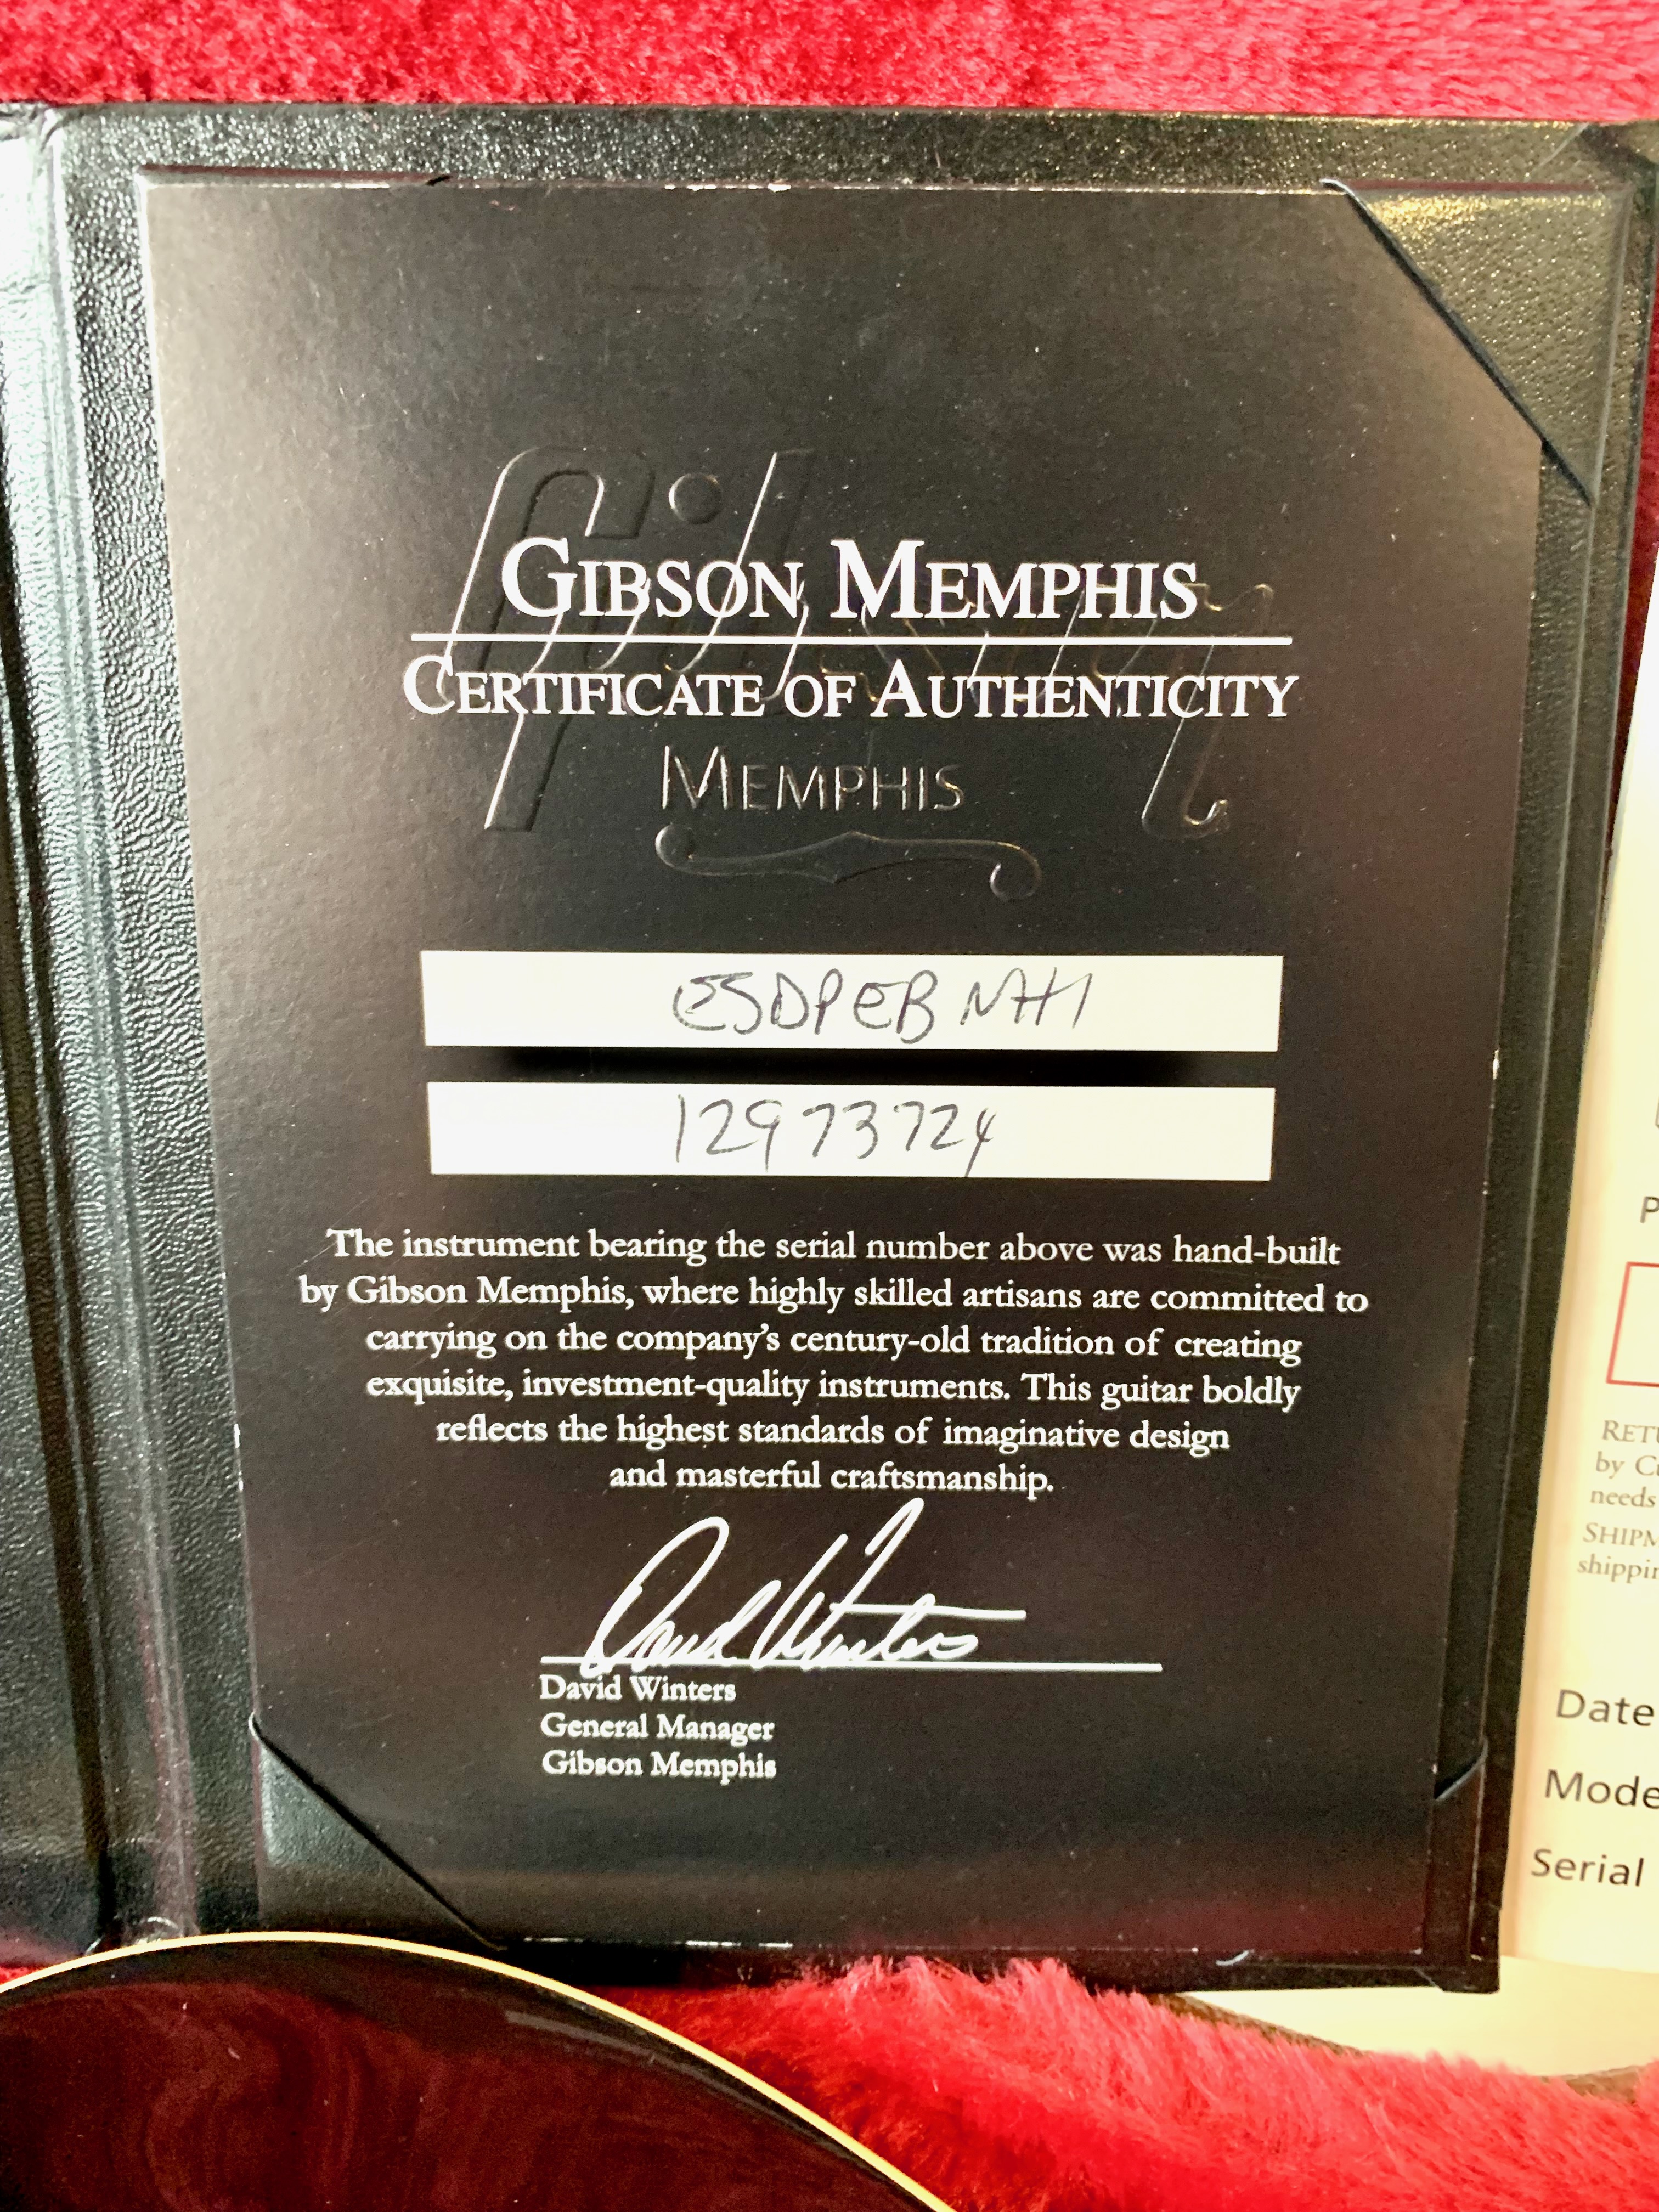 GIBSON MEMPHIS
CERTIFICATE OF AUTHENTICITY
Gibson
MEMPHIS
ESDPEB NH1
12973724
The instrument bearing the serial number above was hand-built
by Gibson Memphis, where highly skilled artisans are committed to
carrying on the company's century-old tradition of creating
exquisite, investment-quality instruments. This guitar boldly
reflects the highest standards of imaginative design
and masterful craftsmanship.
David Winters
David Winters
General Manager
Gibson Memphis
by
needs
Date
Serial